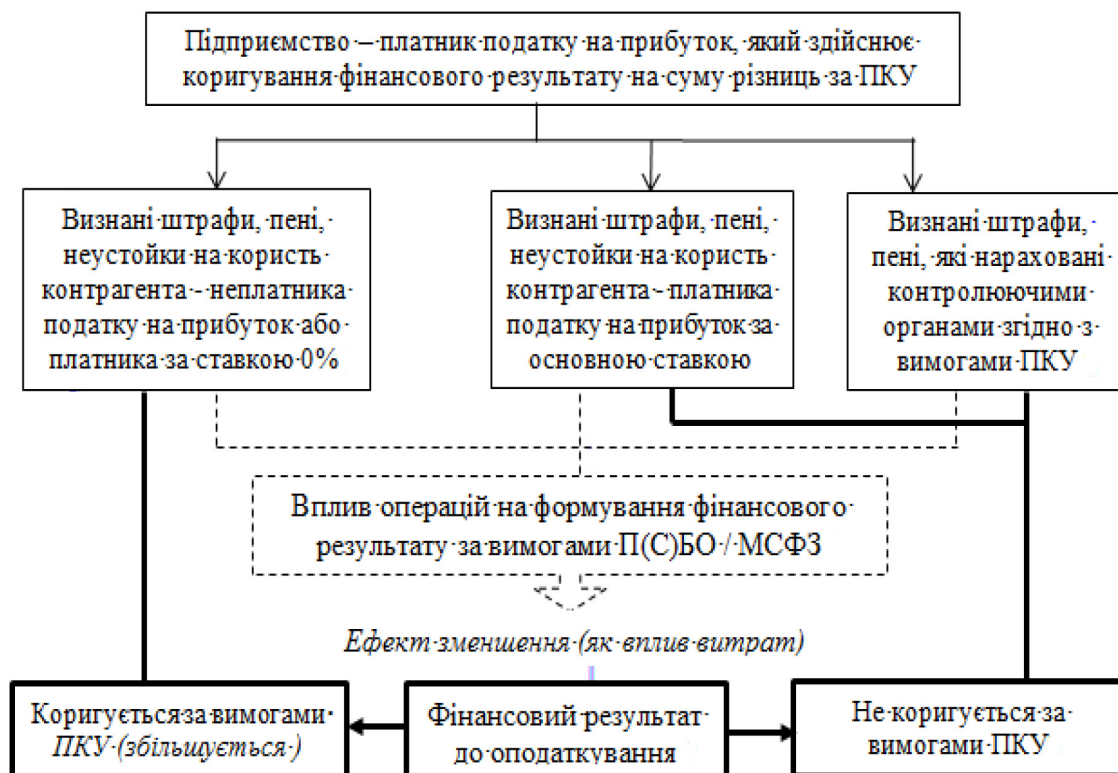 Підприємство – платник податку на прибуток, який здійснює
коригування фінансового результату на суму різниць за ПКУ
Визнані штрафи, пені,
неустойки на користь
контрагента - неплатника
податку на прибуток або
платника за ставкою 0%
Визнані штрафи, пені,
неустойки на користь
контрагента - платника
податку на прибуток за
основною ставкою
Визнані штрафи,
пені, які нараховані
контролюючими
органами згідно з
вимогами ПКУ
Вплив операцій на формування фінансового
результату за вимогами П(С)БО / МСФЗ
Ефект зменшення (як вплив витрат)
Коригується за вимогами
ПКУ (збільшується )
Фінансовий результат
до оподаткування
Не коригується за
вимогами ПКУ